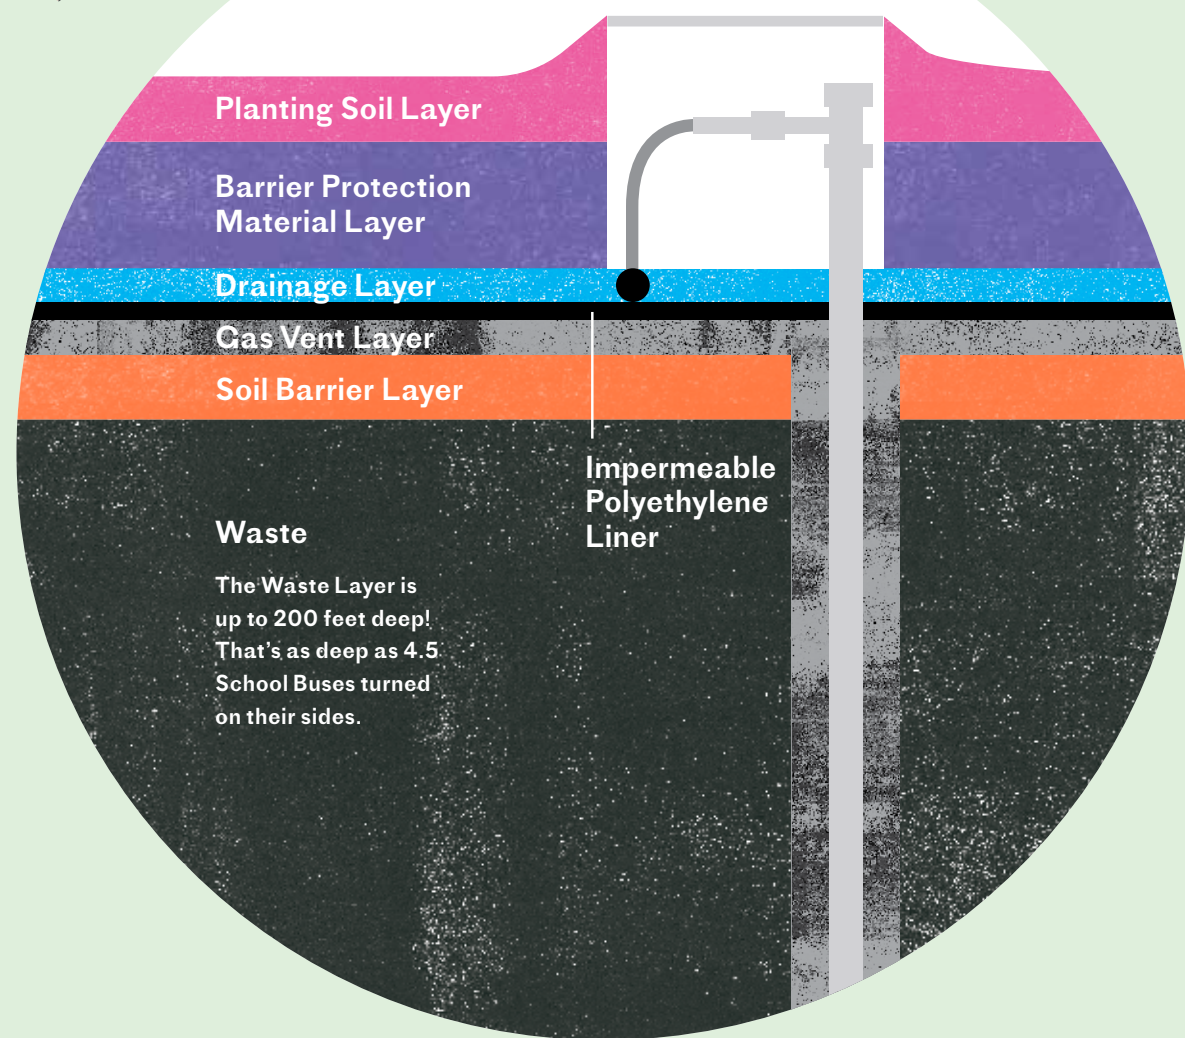 Planting Soil Layer
Barrier Protection
Material Layer
Drainage Layer
Gas Vent Layer
Soil Barrier Layer
Impermeable
Polyethylene
Liner
Waste
The Waste Layer is
up to 200 feet deep!
That’s as deep as 4.5
School Buses turned
on their sides.